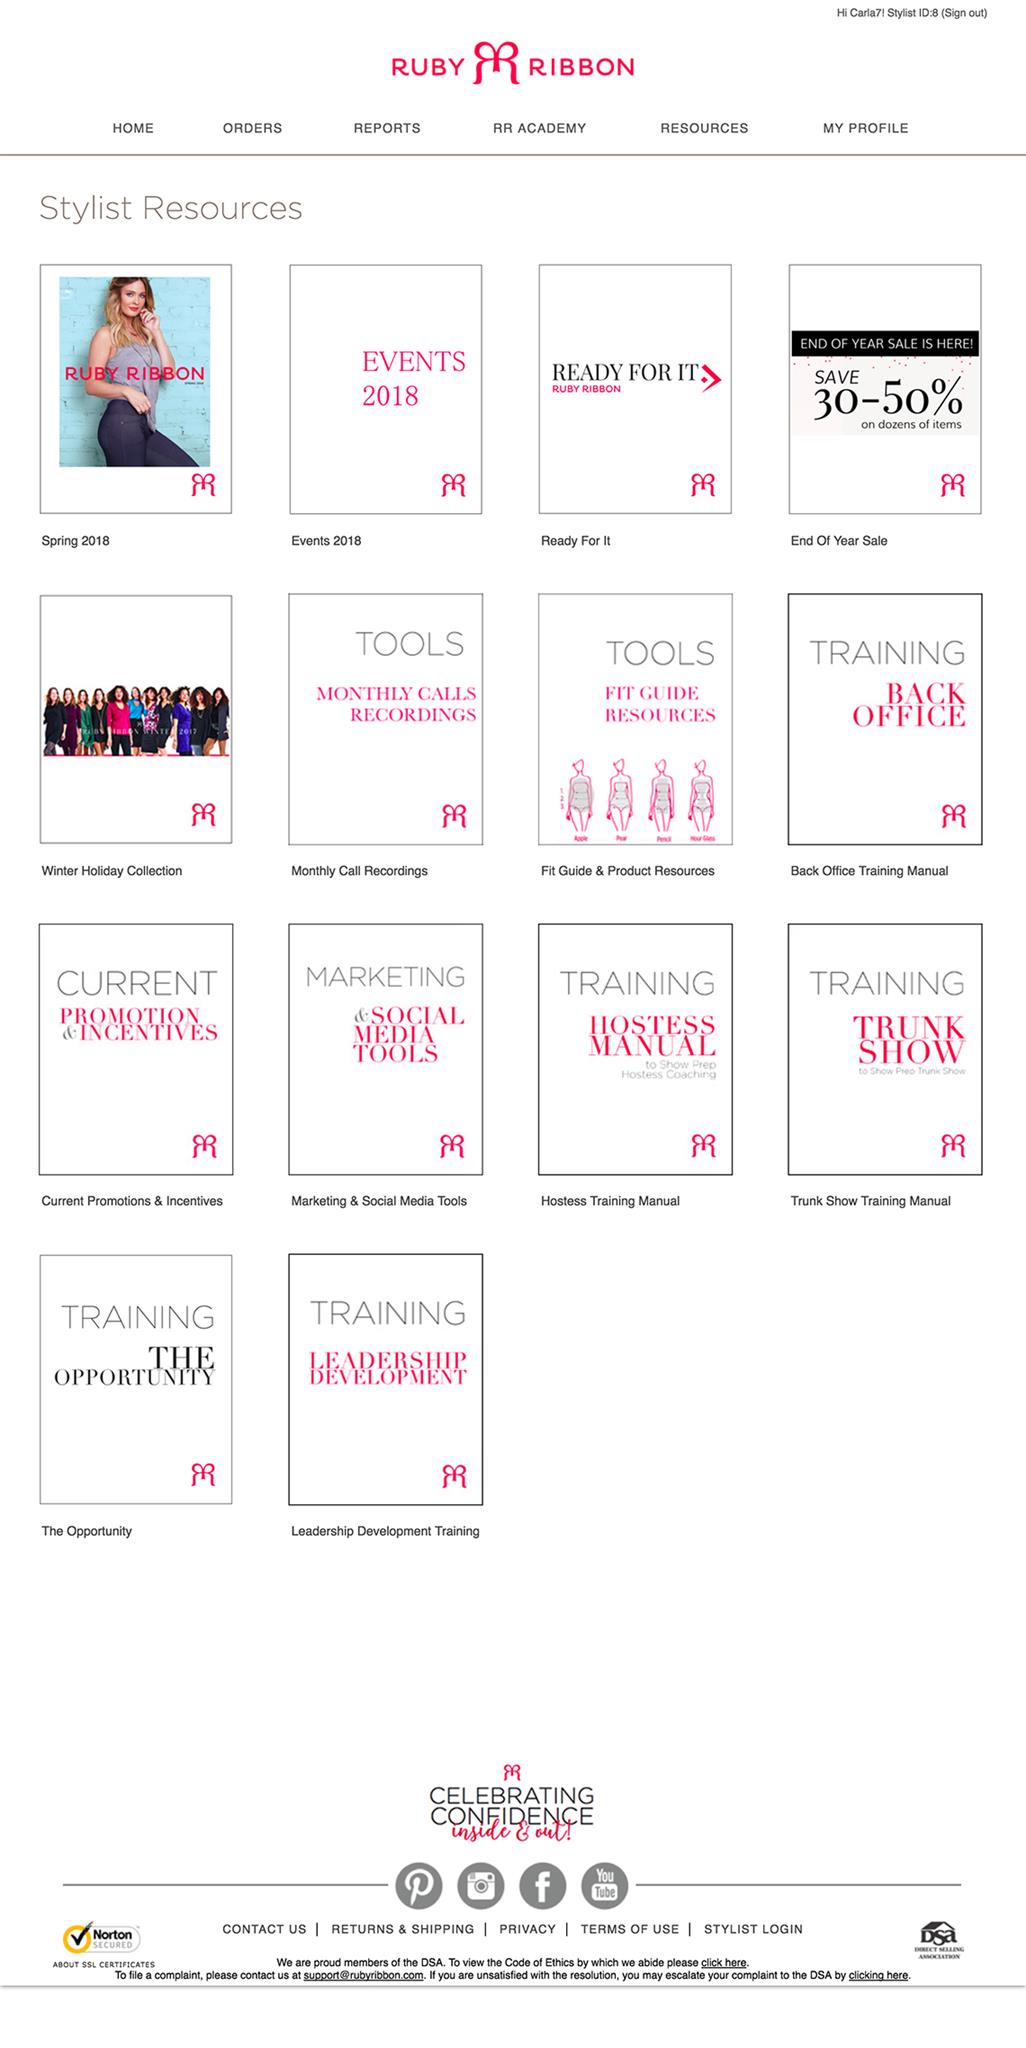 Hi Carla7! Stylist ID:8 (Sign out)
RUBY RIBBON
HOME ORDERS REPORTS RR ACADEMY RESOURCES MY PROFILE
Stylist Resources
RUBY RIBBON
SPRING 2018
Spring 2018
EVENTS
2018
Events 2018
READY FOR IT
RUBY RIBBON
Ready For It
END OF YEAR SALE IS HERE!
SAVE
30-50%
on dozens of items
End Of Year Sale
RUBY RIBBON WINTER 2017
Winter Holiday Collection
TOOLS
MONTHLY CALLS
RECORDINGS
Monthly Call Recordings
TOOLS
FIT GUIDE
RESOURCES
Apple Pear Pencil Hour Glass
Fit Guide & Product Resources
TRAINING
BACK
OFFICE
Back Office Training Manual
CURRENT
PROMOTION
& INCENTIVES
Current Promotions & Incentives
MARKETING
& SOCIAL
MEDIA
TOOLS
Marketing & Social Media Tools
TRAINING
HOSTESS
MANUAL
to Show Prep
Hostess Coaching
Hostess Training Manual
TRAINING
TRUNK
SHOW
to Show Prep Trunk Show
Trunk Show Training Manual
TRAINING
THE
OPPORTUNITY
The Opportunity
TRAINING
LEADERSHIP
DEVELOPMENT
Leadership Development Training
CELEBRATING
CONFIDENCE
inside & out!
You
Tube
Norton
SECURED
ABOUT SSL CERTIFICATES
CONTACT US | RETURNS & SHIPPING | PRIVACY | TERMS OF USE | STYLIST LOGIN
DSA
DIRECT SELLING
ASSOCIATION
We are proud members of the DSA. To view the Code of Ethics by which we abide please click here.
To file a complaint, please contact us at support@rubyribbon.com. If you are unsatisfied with the resolution, you may escalate your complaint to the DSA by clicking here.